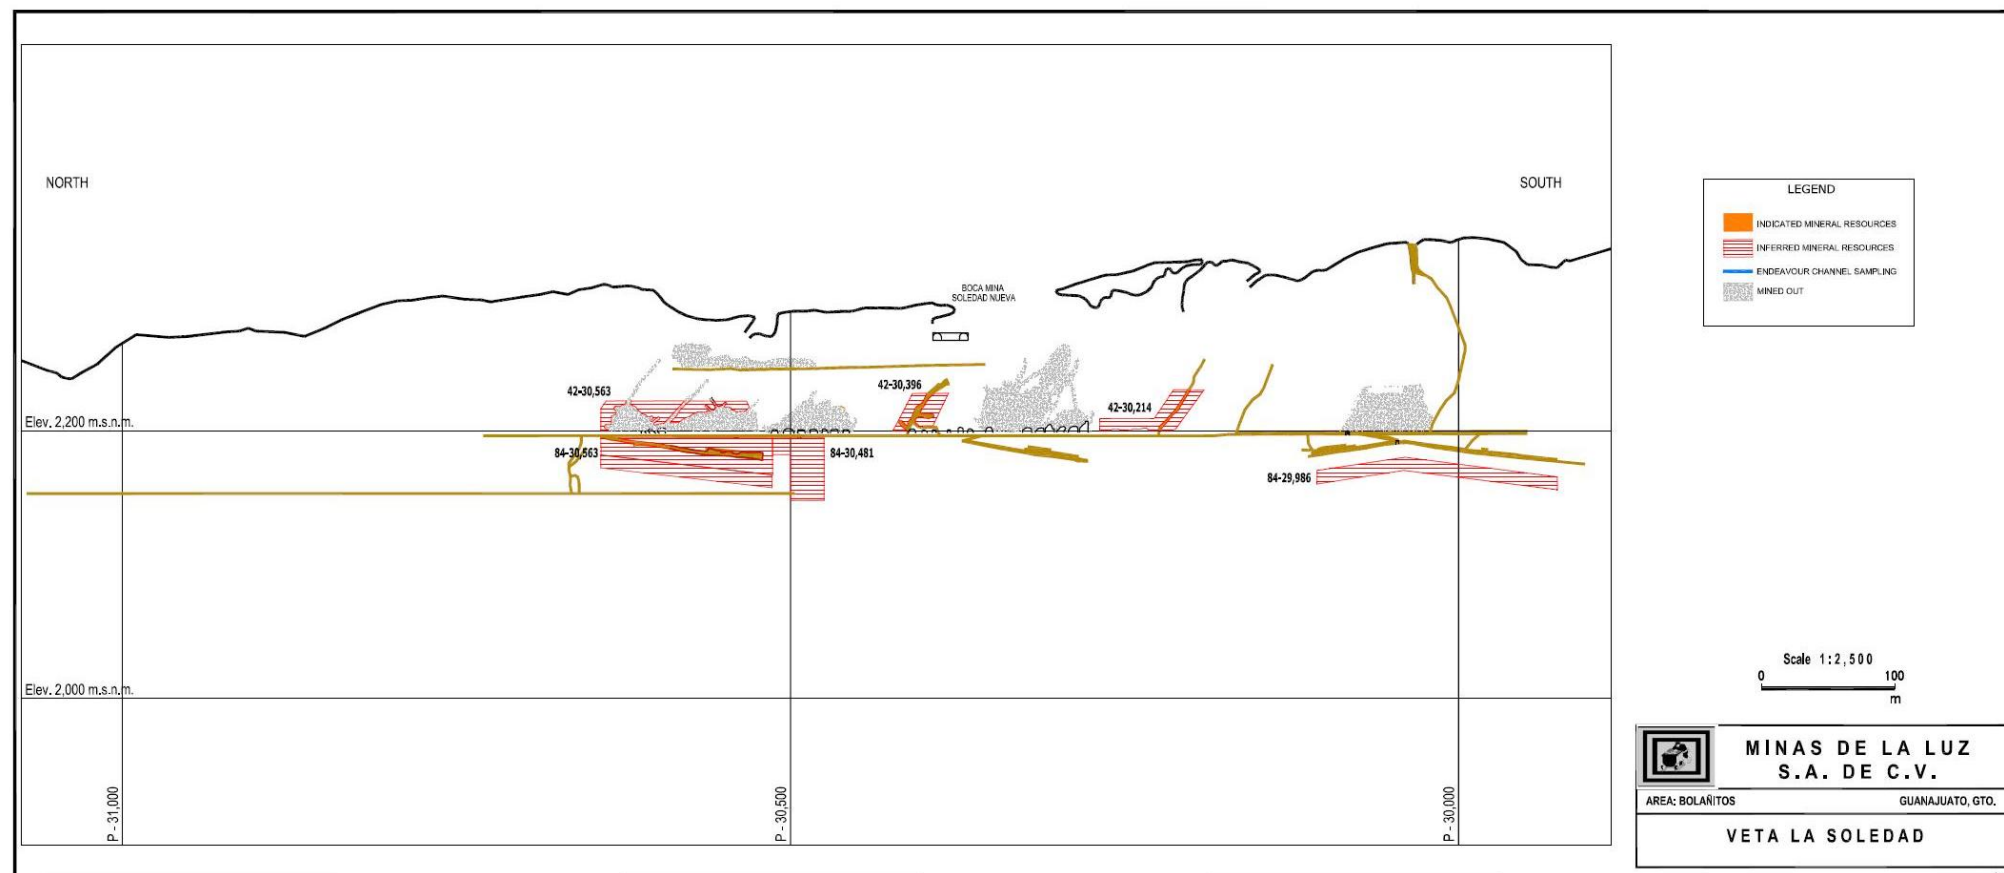 NORTH
SOUTH
LEGEND
INDICATED MINERAL RESOURCES
INFERRED MINERAL RESOURCES
ENDEAVOUR CHANNEL SAMPLING
MINED OUT
BOCA MINA
SOLEDAD NUEVA
42-30,563
42-30,396
42-30,214
Elev. 2,200 m.s.n.m.
84-30,563
84-30,481
84-29,986
Elev. 2,000 m.s.n.m.
P - 31,000
P - 30,500
P - 30,000
Scale 1:2,500
0 100
m
MINAS DE LA LUZ
S.A. DE C.V.
AREA: BOLAÑITOS GUANAJUATO, GTO.
VETA LA SOLEDAD